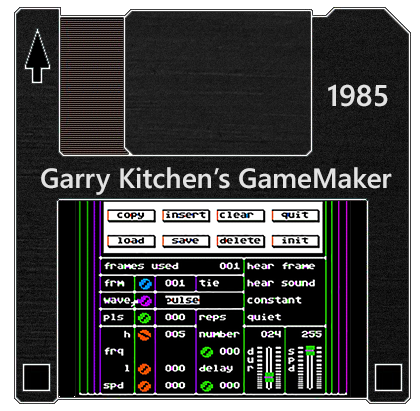 1985
Garry Kitchen's GameMaker
copy insert clear quit
load save delete init
frames used 001 hear frame
frm 001 tie hear sound
wave pulse constant
pls 000 reps quiet
h 005 number 024 255
frq 000 dur spd
l 000 delay
spd 000 000